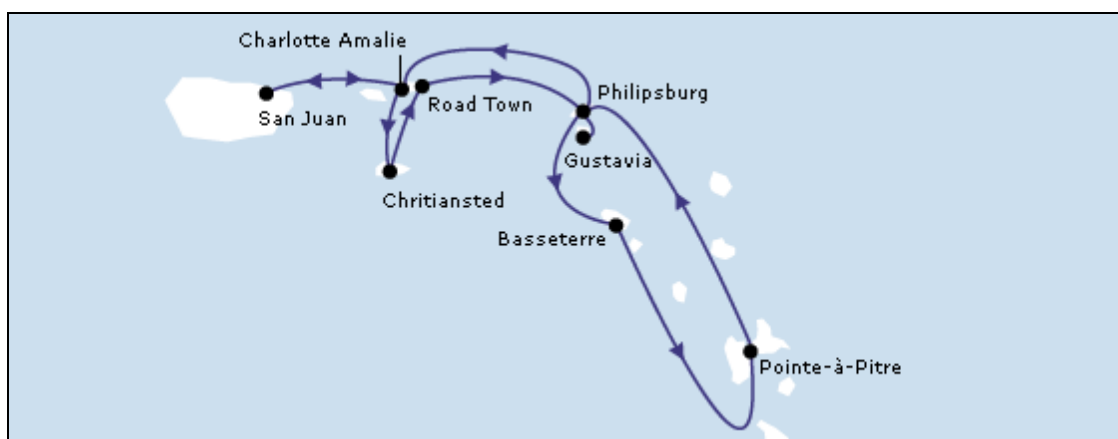 Charlotte Amalie
San Juan
Road Town
Philipsburg
Gustavia
Chritiansted
Basseterre
Pointe-à-Pitre